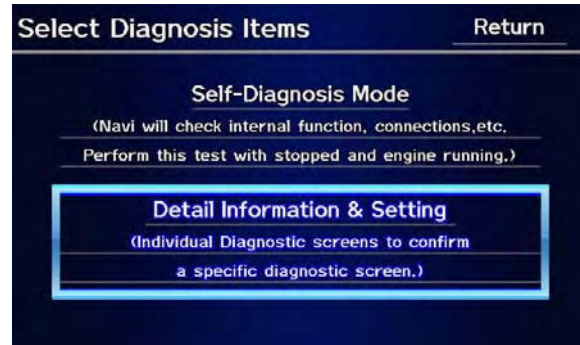 Select Diagnosis Items
Return
Self-Diagnosis Mode
(Navi will check internal function, connections,etc.
Perform this test with stopped and engine running.)
Detail Information & Setting
(Individual Diagnostic screens to confirm
a specific diagnostic screen.)